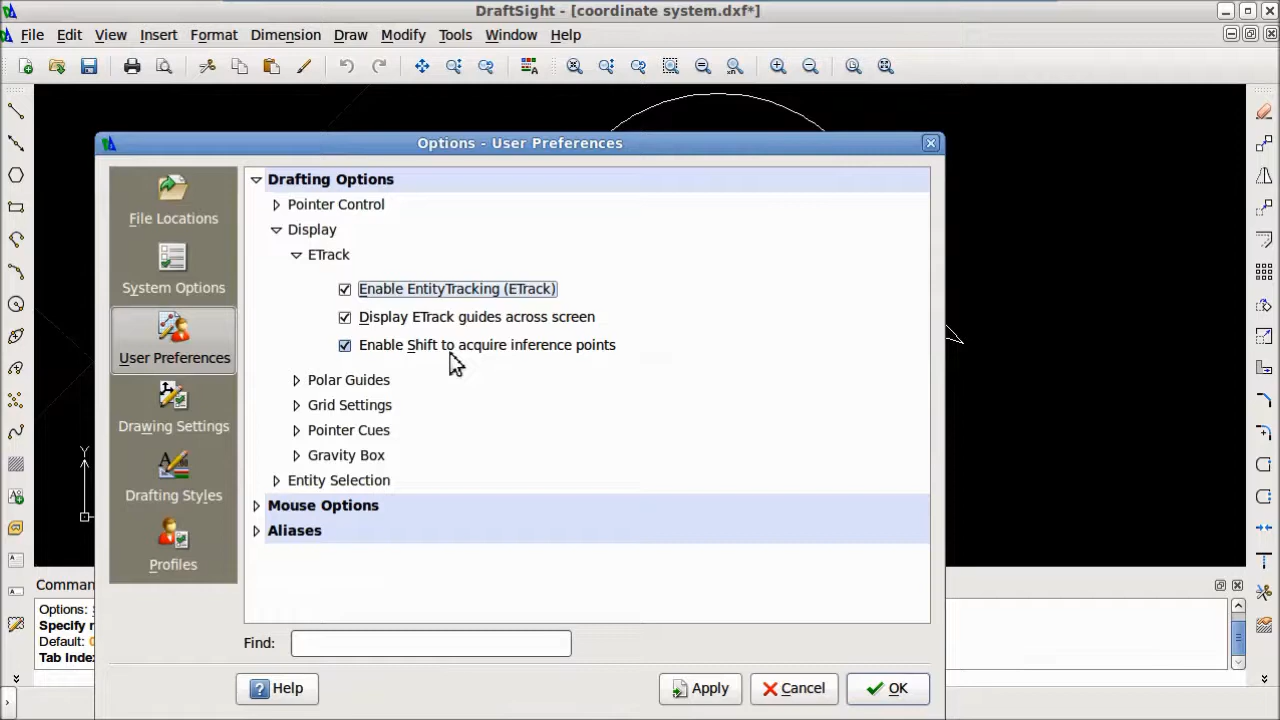 DraftSight - [coordinate system.dxf*]
File Edit View Insert Format Dimension Draw Modify Tools Window Help
Options - User Preferences
File Locations
System Options
User Preferences
Drawing Settings
Drafting Styles
Profiles
Drafting Options
Pointer Control
Display
ETrack
Enable EntityTracking (ETrack)
Display ETrack guides across screen
Enable Shift to acquire inference points
Polar Guides
Grid Settings
Pointer Cues
Gravity Box
Entity Selection
Mouse Options
Aliases
Find:
Help Apply Cancel OK
Y
Comman
Options:
Specify
Default:
Tab Inde